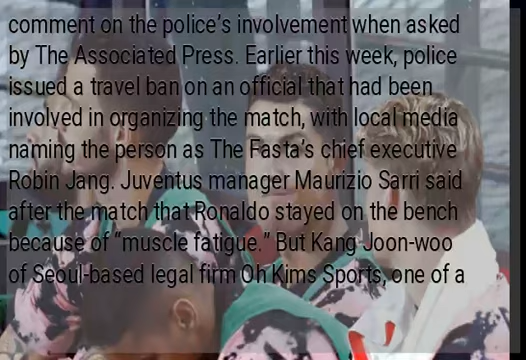 comment on the police’s involvement when asked
by The Associated Press. Earlier this week, police
issued a travel ban on an official that had been
involved in organizing the match, with local media
naming the person as The Fasta’s chief executive
Robin Jang. Juventus manager Maurizio Sarri said
after the match that Ronaldo stayed on the bench
because of “muscle fatigue.” But Kang Joon-woo
of Seoul-based legal firm Oh Kims Sports, one of a